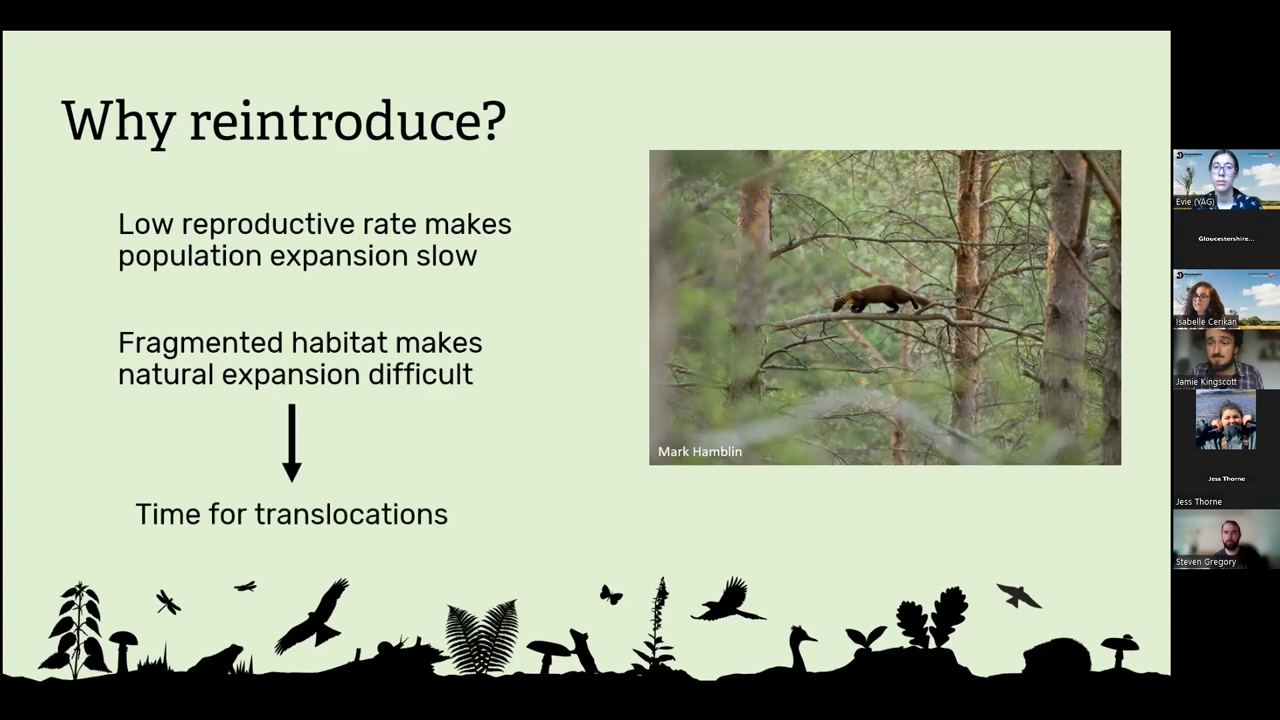 Why reintroduce?
Low reproductive rate makes
population expansion slow
Fragmented habitat makes
natural expansion difficult
Time for translocations
Mark Hamblin
Evie (YAG)
Gloucestershire...
Isabelle Cerikan
Jamie Kingscott
Jess Thorne
Jess Thorne
Steven Gregory